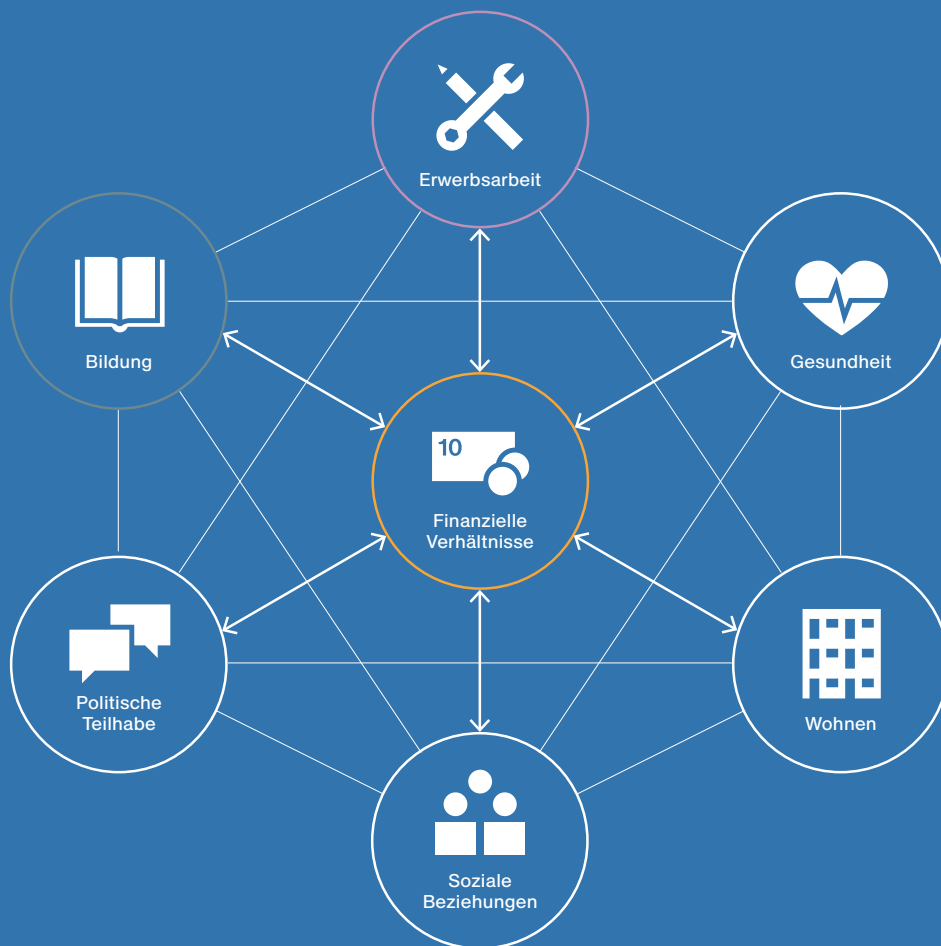 Erwerbsarbeit
Bildung
Gesundheit
10
Finanzielle
Verhältnisse
Politische
Teilhabe
Wohnen
Soziale
Beziehungen